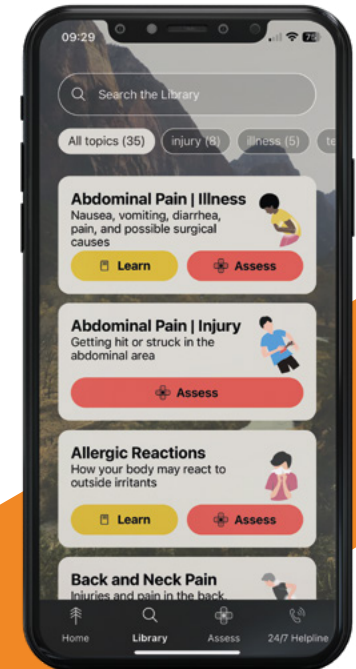 09:29
75
Search the Library
All topics (35) injury (8) illness (5) te
Abdominal Pain | Illness
Nausea, vomiting, diarrhea,
pain, and possible surgical
causes
Learn Assess
Abdominal Pain | Injury
Getting hit or struck in the
abdominal area
Assess
Allergic Reactions
How your body may react to
outside irritants
Learn Assess
Back and Neck Pain
Injuries and pain in the back,
Home Library Assess 24/7 Helpline